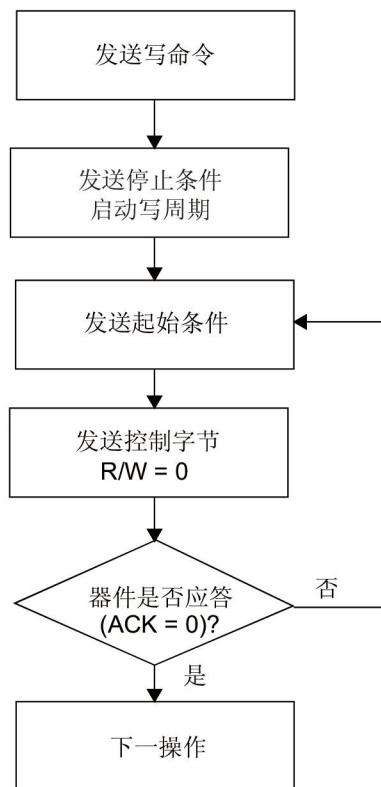 发送写命令
发送停止条件
启动写周期
发送起始条件
发送控制字节
R/W = 0
器件是否应答
(ACK = 0)?
否
是
下一操作